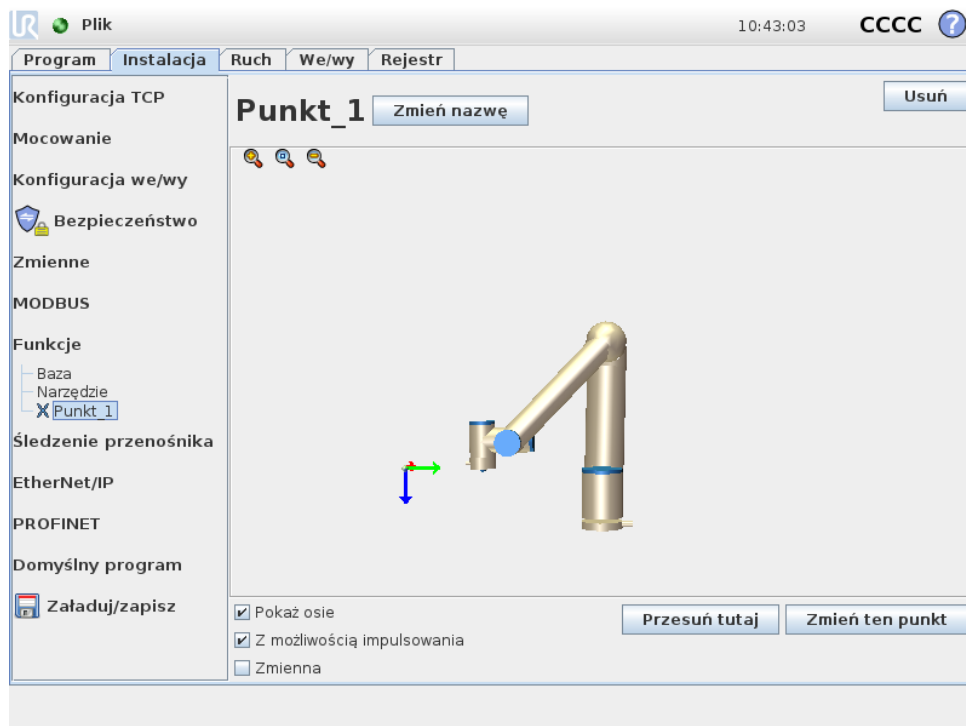 UR Plik 10:43:03 CCCC ?
Program Instalacja Ruch We/wy Rejestr
Konfiguracja TCP
Mocowanie
Konfiguracja we/wy
Bezpieczeństwo
Zmienne
MODBUS
Funkcje
Baza
Narzędzie
Punkt_1
Śledzenie przenośnika
EtherNet/IP
PROFINET
Domyślny program
Załaduj/zapisz
Punkt_1 Zmień nazwę Usuń
Pokaż osie
Z możliwością impulsowania
Zmienna
Przesuń tutaj Zmień ten punkt